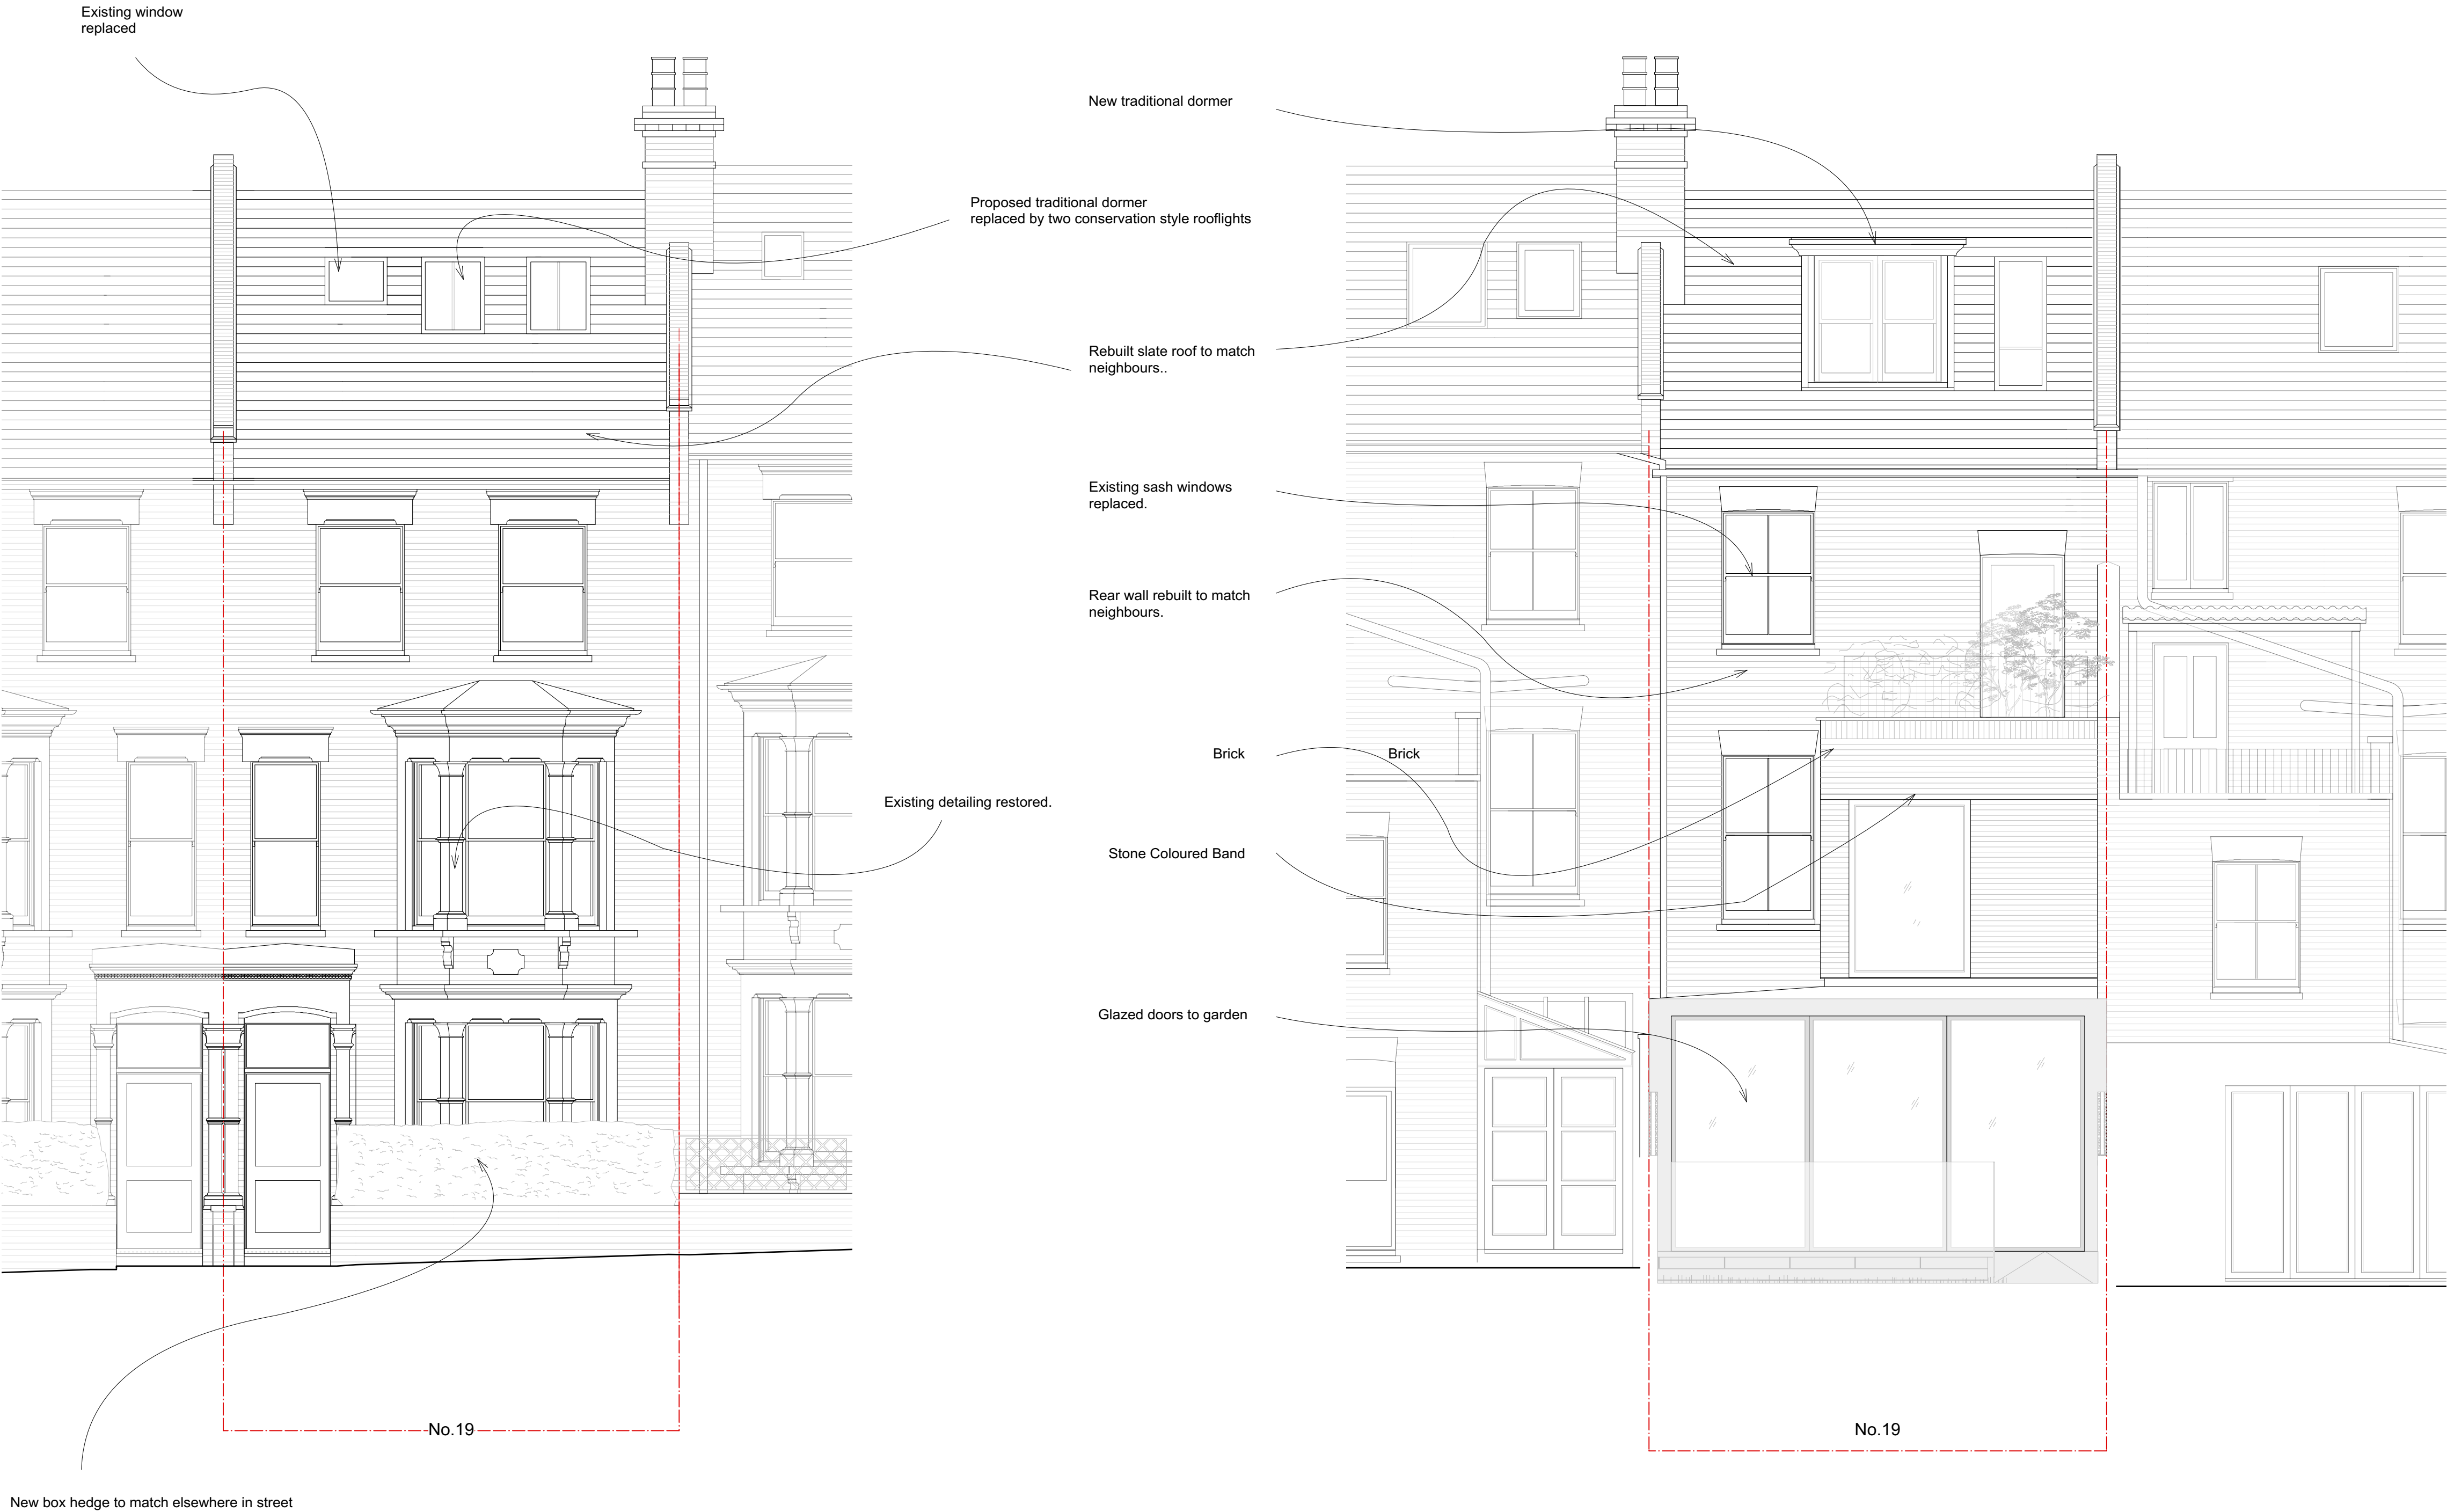 Existing window
replaced
New traditional dormer
Proposed traditional dormer
replaced by two conservation style rooflights
Rebuilt slate roof to match
neighbours..
Existing sash windows
replaced.
Rear wall rebuilt to match
neighbours.
Brick
Brick
Existing detailing restored.
Stone Coloured Band
Glazed doors to garden
No.19
No.19
New box hedge to match elsewhere in street